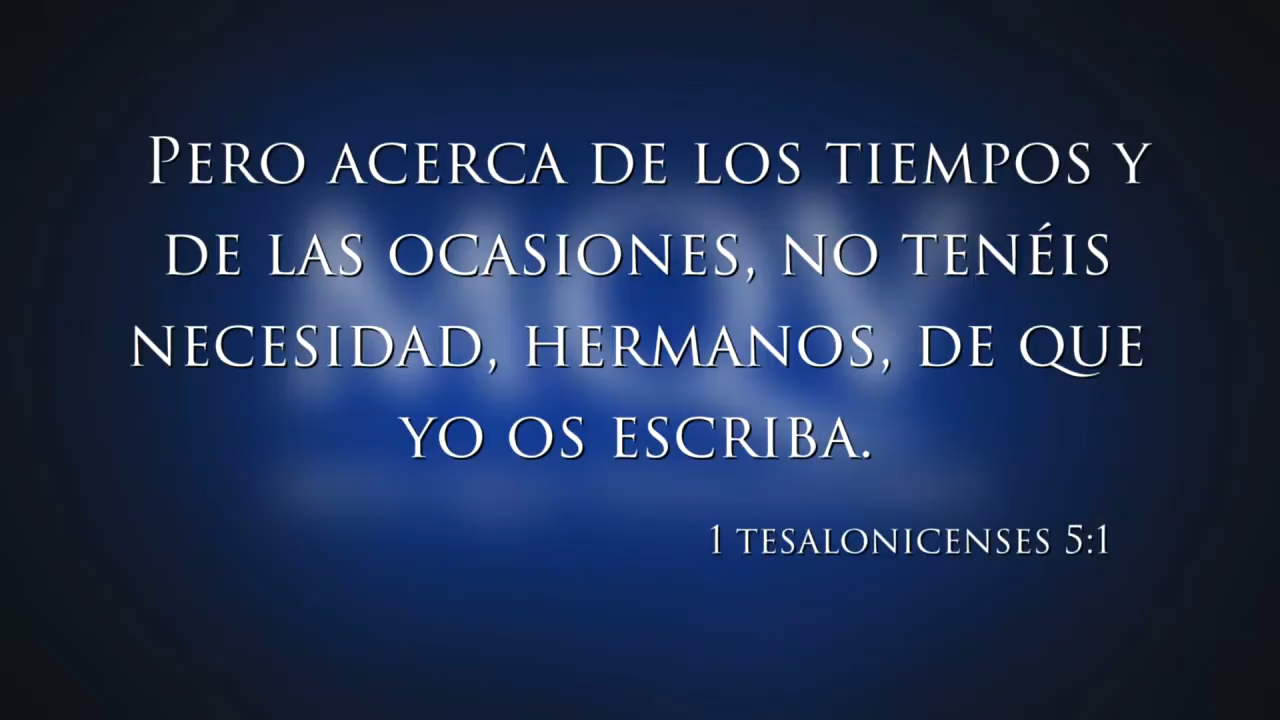 Pero acerca de los tiempos y
de las ocasiones, no tenéis
necesidad, hermanos, de que
yo os escriba.
1 tesalonicenses 5:1